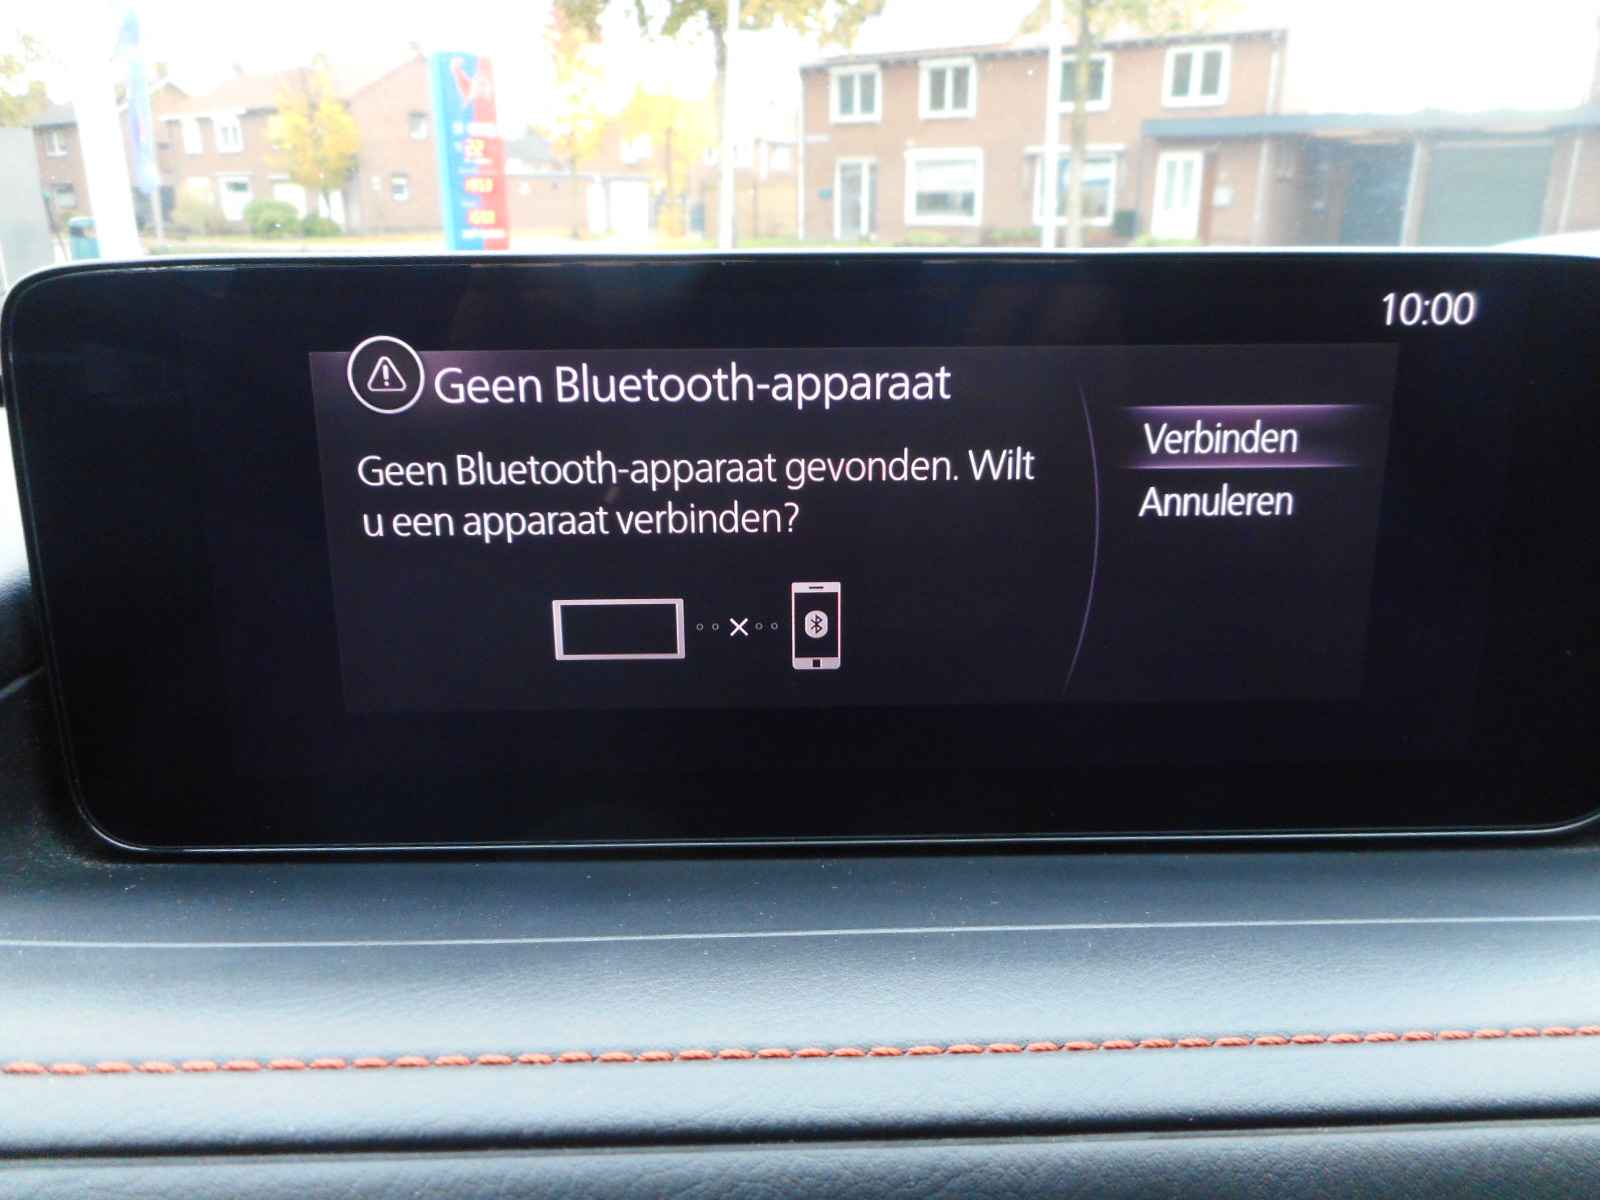 10:00
Geen Bluetooth-apparaat
Geen Bluetooth-apparaat gevonden. Wilt
u een apparaat verbinden?
Verbinden
Annuleren